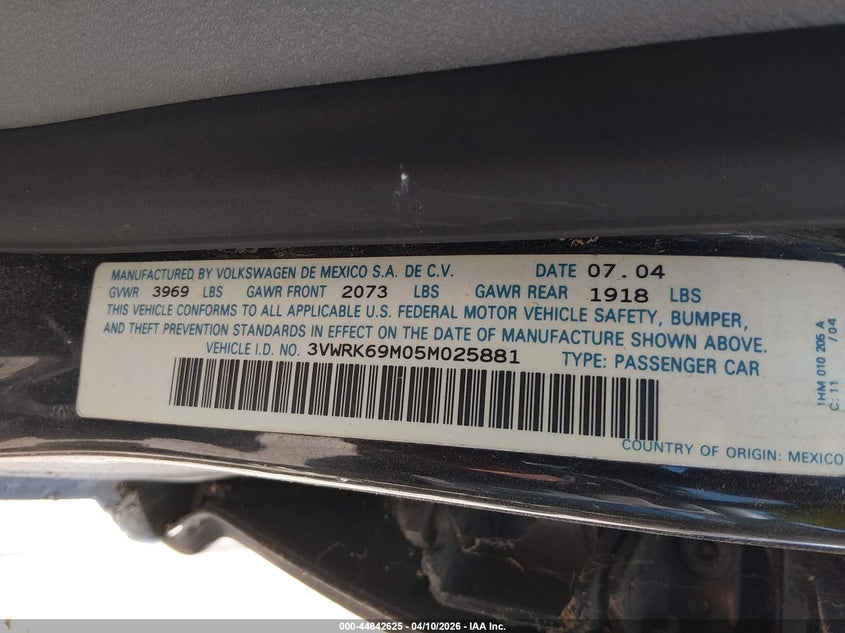 MANUFACTURED BY VOLKSWAGEN DE MEXICO S.A. DE C.V. DATE 07.04
GVWR 3969 LBS GAWR FRONT 2073 LBS GAWR REAR 1918 LBS
THIS VEHICLE CONFORMS TO ALL APPLICABLE U.S. FEDERAL MOTOR VEHICLE SAFETY, BUMPER,
AND THEFT PREVENTION STANDARDS IN EFFECT ON THE DATE OF MANUFACTURE SHOWN ABOVE.
VEHICLE I.D. NO. 3VWRK69M05M025881 TYPE: PASSENGER CAR
COUNTRY OF ORIGIN: MEXICO
1HM 010 205 A
C: 11 /04
000-44842625 - 04/10/2026 - IAA Inc.